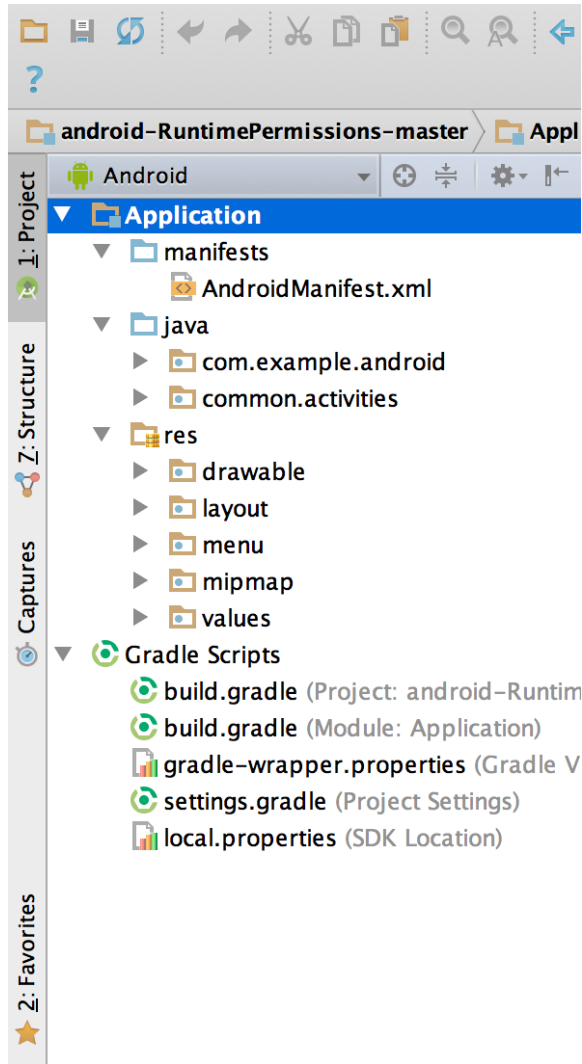 ?
android-RuntimePermissions-master
Appl
Android
1: Project
Application
manifests
AndroidManifest.xml
java
com.example.android
common.activities
7: Structure
res
drawable
layout
menu
mipmap
values
Captures
Gradle Scripts
build.gradle (Project: android-Runtim
build.gradle (Module: Application)
gradle-wrapper.properties (Gradle V
settings.gradle (Project Settings)
local.properties (SDK Location)
2: Favorites